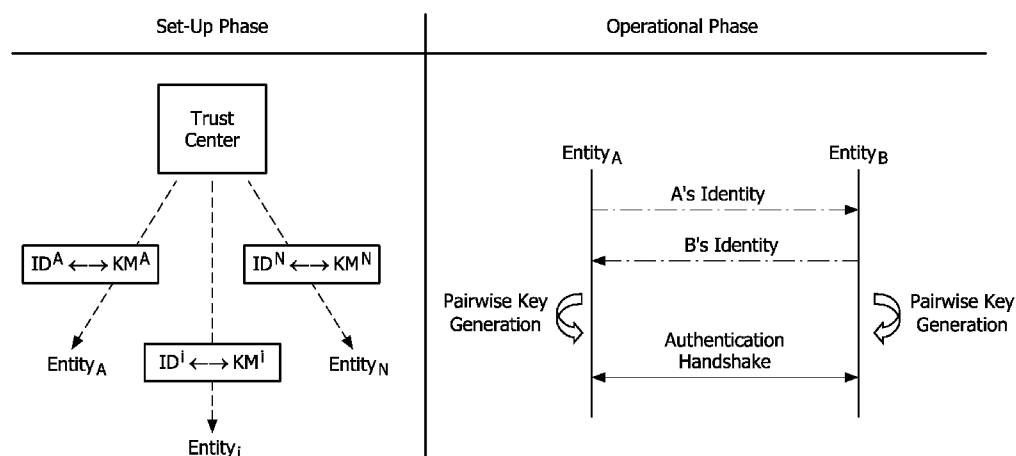 Set-Up Phase
Operational Phase
Trust
Center
ID^A ←→ KM^A
ID^N ←→ KM^N
ID^i ←→ KM^i
Entity_A
Entity_N
Entity_i
Entity_A
Entity_B
A's Identity
B's Identity
Pairwise Key
Generation
Pairwise Key
Generation
Authentication
Handshake